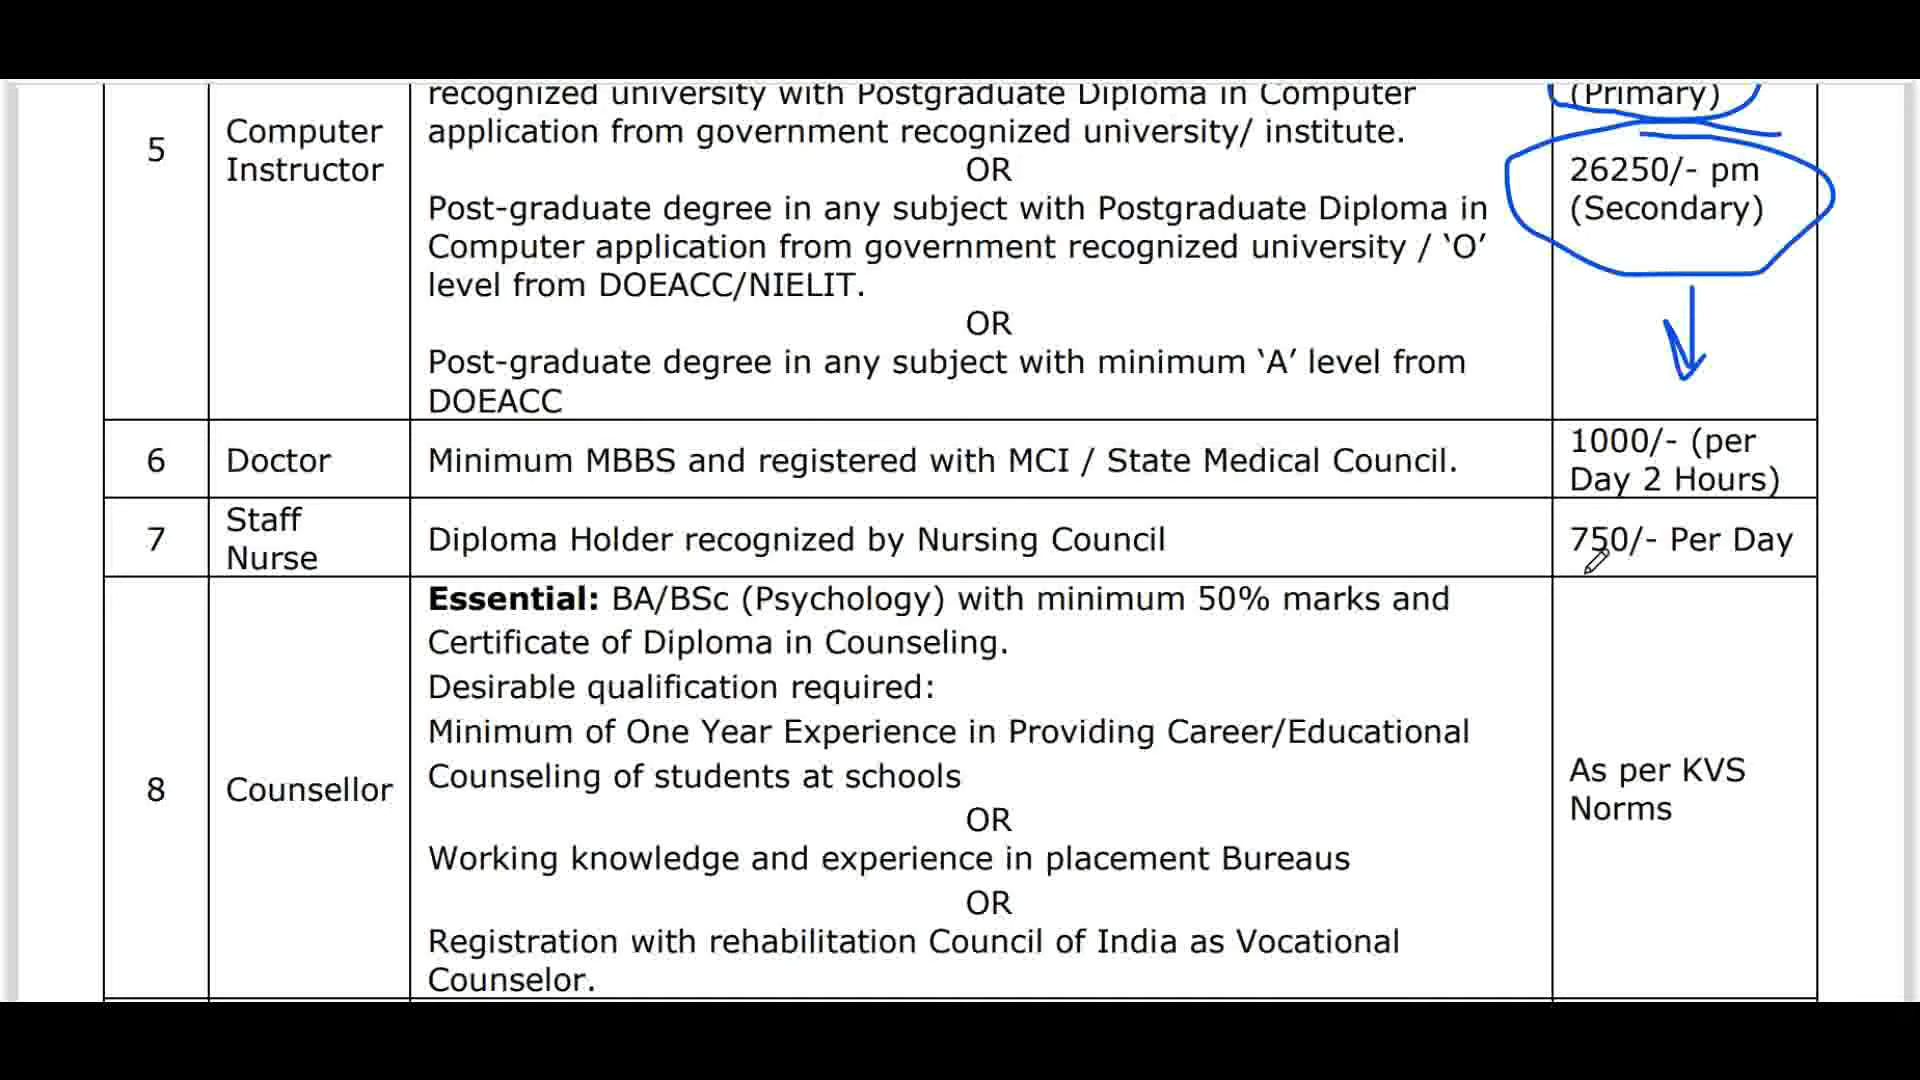 recognized university with Postgraduate Diploma in Computer
application from government recognized university/ institute.
OR
Post-graduate degree in any subject with Postgraduate Diploma in
Computer application from government recognized university / ‘O’
level from DOEACC/NIELIT.
OR
Post-graduate degree in any subject with minimum ‘A’ level from
DOEACC
5
Computer
Instructor
(Primary)
26250/- pm
(Secondary)
6
Doctor
Minimum MBBS and registered with MCI / State Medical Council.
1000/- (per
Day 2 Hours)
7
Staff
Nurse
Diploma Holder recognized by Nursing Council
750/- Per Day
8
Counsellor
Essential: BA/BSc (Psychology) with minimum 50% marks and
Certificate of Diploma in Counseling.
Desirable qualification required:
Minimum of One Year Experience in Providing Career/Educational
Counseling of students at schools
OR
Working knowledge and experience in placement Bureaus
OR
Registration with rehabilitation Council of India as Vocational
Counselor.
As per KVS
Norms